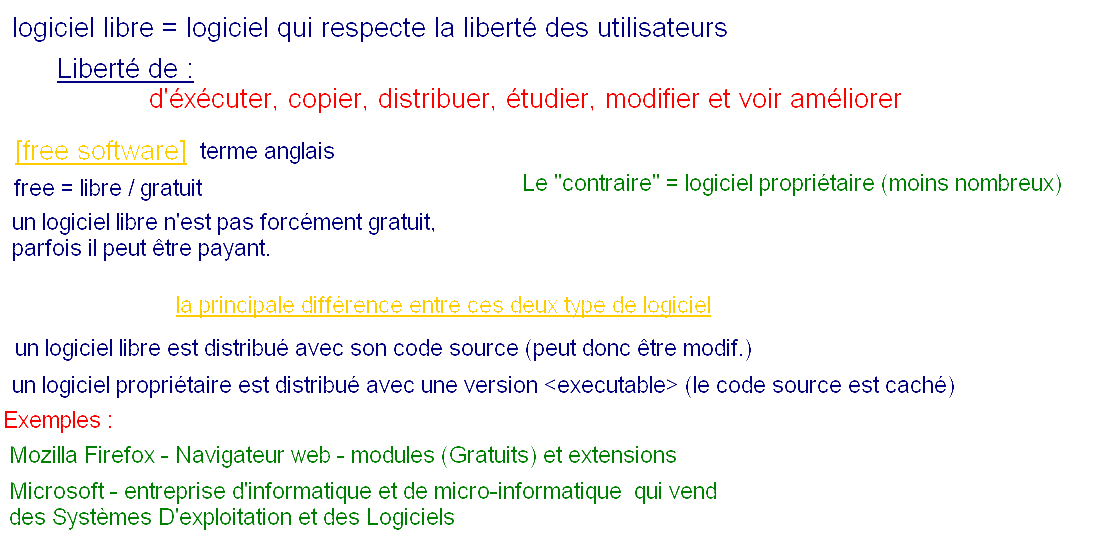 logiciel libre = logiciel qui respecte la liberté des utilisateurs
Liberté de :
d'éxécuter, copier, distribuer, étudier, modifier et voir améliorer
[free software] terme anglais
free = libre / gratuit
Le "contraire" = logiciel propriétaire (moins nombreux)
un logiciel libre n'est pas forcément gratuit,
parfois il peut être payant.
la principale différence entre ces deux type de logiciel
un logiciel libre est distribué avec son code source (peut donc être modif.)
un logiciel propriétaire est distribué avec une version <executable> (le code source est caché)
Exemples :
Mozilla Firefox - Navigateur web - modules (Gratuits) et extensions
Microsoft - entreprise d'informatique et de micro-informatique qui vend
des Systèmes D'exploitation et des Logiciels